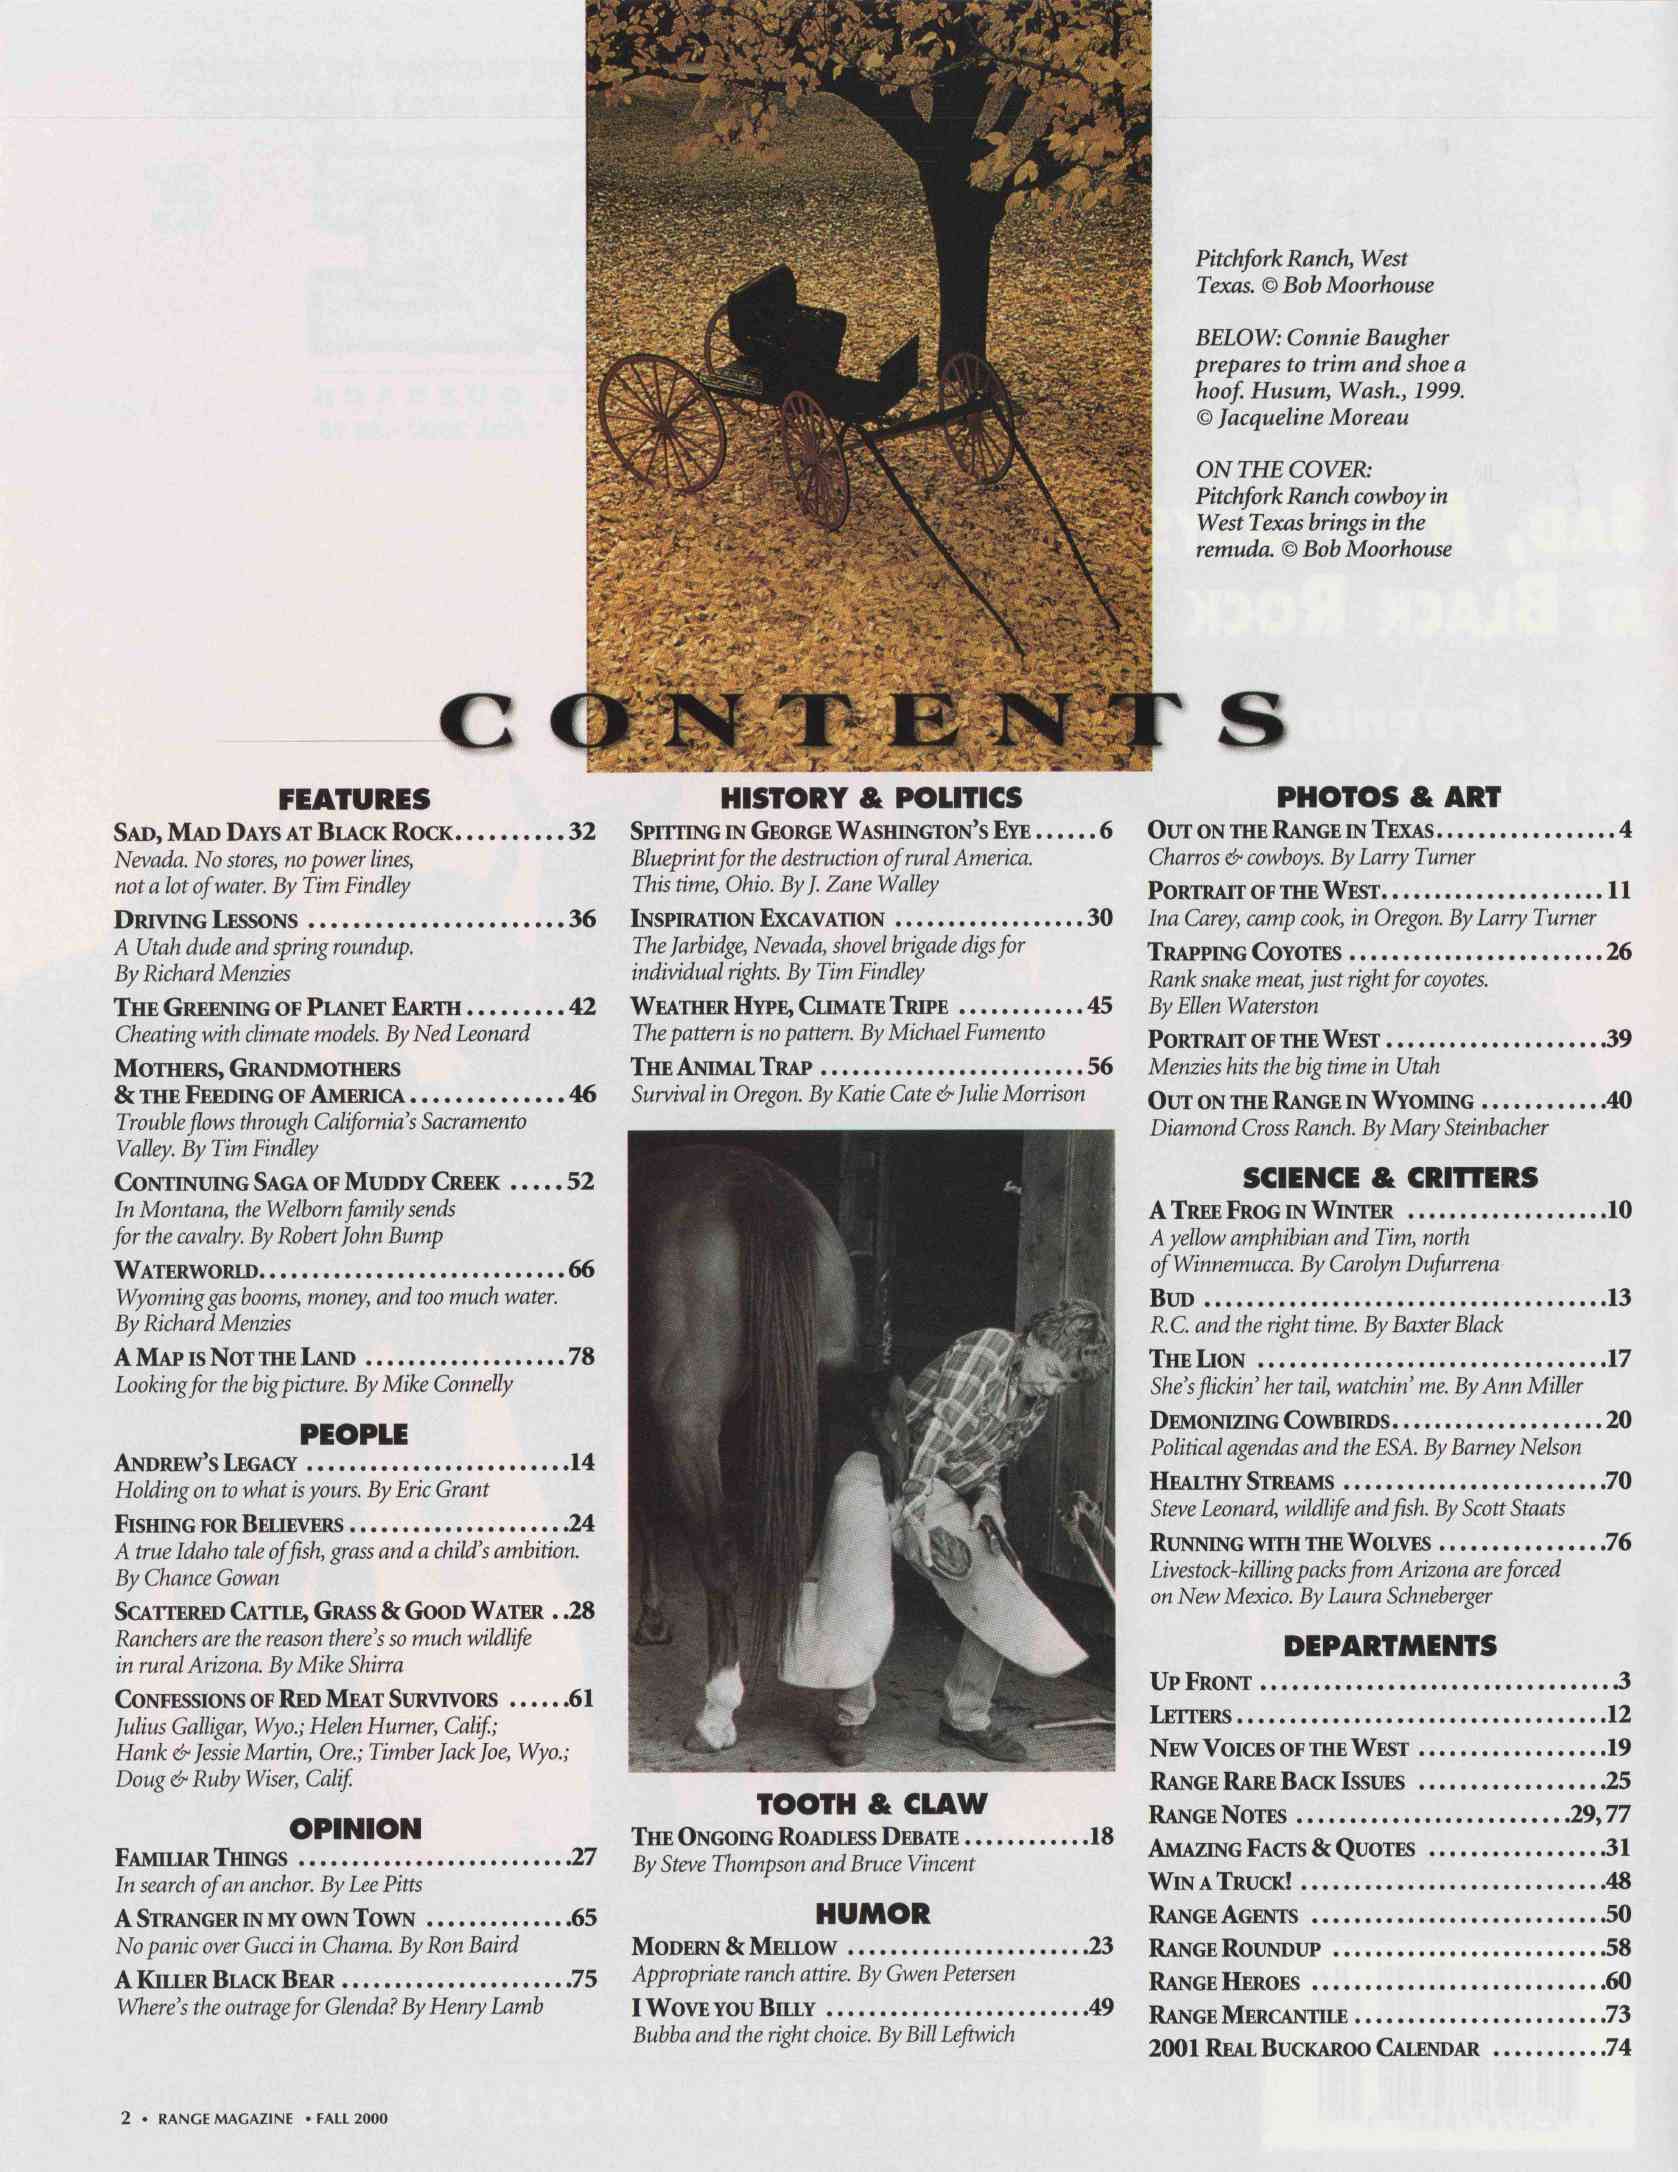 Pitchfork Ranch, West
Texas. © Bob Moorhouse
BELOW: Connie Baugher
prepares to trim and shoe a
hoof. Husum, Wash., 1999.
© Jacqueline Moreau
ON THE COVER:
Pitchfork Ranch cowboy in
West Texas brings in the
remuda. © Bob Moorhouse
CONTENTS
FEATURES
SAD, MAD DAYS AT BLACK ROCK..........32
Nevada. No stores, no power lines,
not a lot of water. By Tim Findley
DRIVING LESSONS ........................36
A Utah dude and spring roundup.
By Richard Menzies
THE GREENING OF PLANET EARTH.........42
Cheating with climate models. By Ned Leonard
MOTHERS, GRANDMOTHERS
& THE FEEDING OF AMERICA..............46
Trouble flows through California's Sacramento
Valley. By Tim Findley
CONTINUING SAGA OF MUDDY CREEK .....52
In Montana, the Welborn family sends
for the cavalry. By Robert John Bump
WATERWORLD.............................66
Wyoming gas booms, money, and too much water.
By Richard Menzies
A MAP IS NOT THE LAND ...................78
Looking for the big picture. By Mike Connelly
PEOPLE
ANDREW'S LEGACY .........................14
Holding on to what is yours. By Eric Grant
FISHING FOR BELIEVERS.....................24
A true Idaho tale of fish, grass and a child's ambition.
By Chance Gowan
SCATTERED CATTLE, GRASS & GOOD WATER ..28
Ranchers are the reason there's so much wildlife
in rural Arizona. By Mike Shirra
CONFESSIONS OF RED MEAT SURVIVORS ......61
Julius Galligar, Wyo.; Helen Hurner, Calif.;
Hank & Jessie Martin, Ore.; Timber Jack Joe, Wyo.;
Doug & Ruby Wiser, Calif.
OPINION
FAMILIAR THINGS ..........................27
In search of an anchor. By Lee Pitts
A STRANGER IN MY OWN TOWN ..............65
No panic over Gucci in Chama. By Ron Baird
A KILLER BLACK BEAR......................75
Where's the outrage for Glenda? By Henry Lamb
HISTORY & POLITICS
SPITTING IN GEORGE WASHINGTON'S EYE......6
Blueprint for the destruction of rural America.
This time, Ohio. By J. Zane Walley
INSPIRATION EXCAVATION ..................30
The Jarbidge, Nevada, shovel brigade digs for
individual rights. By Tim Findley
WEATHER HYPE, CLIMATE TRIPE ............45
The pattern is no pattern. By Michael Fumento
THE ANIMAL TRAP .........................56
Survival in Oregon. By Katie Cate & Julie Morrison
TOOTH & CLAW
THE ONGOING ROADLESS DEBATE............18
By Steve Thompson and Bruce Vincent
HUMOR
MODERN & MELLOW .......................23
Appropriate ranch attire. By Gwen Petersen
I WOVE YOU BILLY .........................49
Bubba and the right choice. By Bill Leftwich
PHOTOS & ART
OUT ON THE RANGE IN TEXAS.................4
Charros & cowboys. By Larry Turner
PORTRAIT OF THE WEST.....................11
Ina Carey, camp cook, in Oregon. By Larry Turner
TRAPPING COYOTES ........................26
Rank snake meat, just right for coyotes.
By Ellen Waterston
PORTRAIT OF THE WEST.....................39
Menzies hits the big time in Utah
OUT ON THE RANGE IN WYOMING ............40
Diamond Cross Ranch. By Mary Steinbacher
SCIENCE & CRITTERS
A TREE FROG IN WINTER ...................10
A yellow amphibian and Tim, north
of Winnemucca. By Carolyn Dufurrena
BUD ......................................13
R.C. and the right time. By Baxter Black
THE LION .................................17
She's flickin' her tail, watchin' me. By Ann Miller
DEMONIZING COWBIRDS....................20
Political agendas and the ESA. By Barney Nelson
HEALTHY STREAMS .........................70
Steve Leonard, wildlife and fish. By Scott Staats
RUNNING WITH THE WOLVES................76
Livestock-killing packs from Arizona are forced
on New Mexico. By Laura Schneberger
DEPARTMENTS
UP FRONT ..................................3
LETTERS...................................12
NEW VOICES OF THE WEST ..................19
RANGE RARE BACK ISSUES ..................25
RANGE NOTES ..........................29, 77
AMAZING FACTS & QUOTES .................31
WIN A TRUCK! .............................48
RANGE AGENTS ............................50
RANGE ROUNDUP ..........................58
RANGE HEROES ............................60
RANGE MERCANTILE........................73
2001 REAL BUCKAROO CALENDAR ...........74
2 • RANGE MAGAZINE • FALL 2000